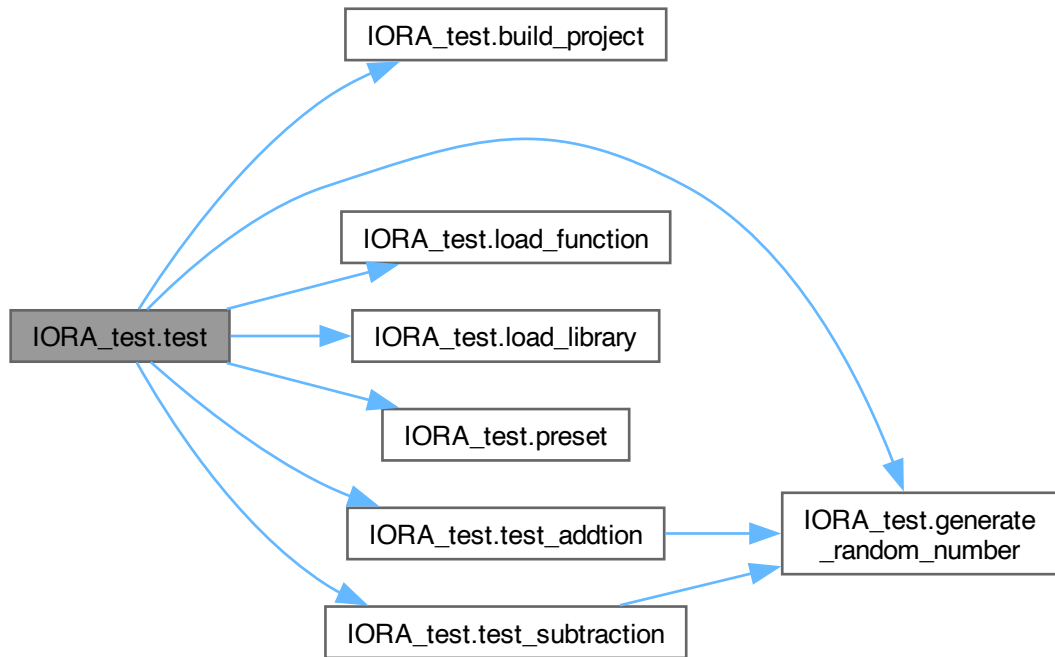 IORA_test.build_project
IORA_test.load_function
IORA_test.test
IORA_test.load_library
IORA_test.preset
IORA_test.test_addtion
IORA_test.generate
_random_number
IORA_test.test_subtraction